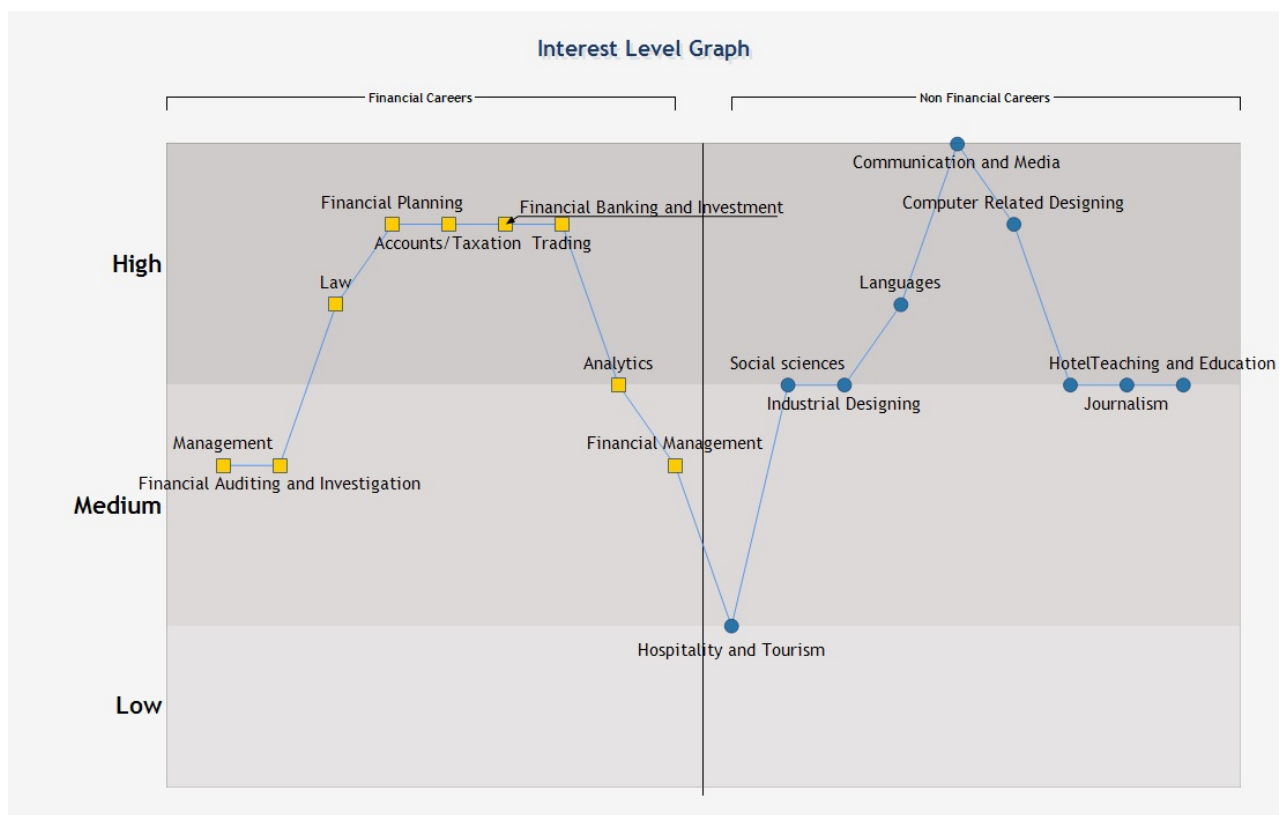 Interest Level Graph
Financial Careers
Non Financial Careers
Communication and Media
Financial Planning
Financial Banking and Investment
Computer Related Designing
Accounts/Taxation
Trading
High
Law
Languages
Analytics
Social sciences
HotelTeaching and Education
Industrial Designing
Journalism
Management
Financial Management
Financial Auditing and Investigation
Medium
Hospitality and Tourism
Low